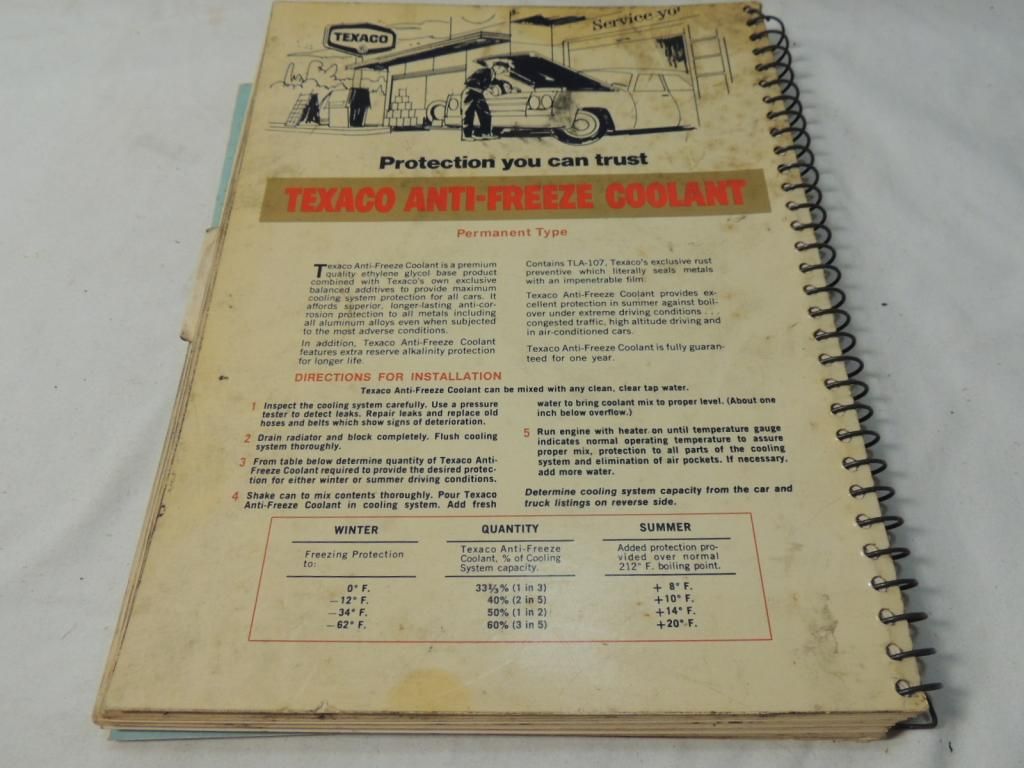 TEXACO
Service yo
Protection you can trust
TEXACO ANTI-FREEZE COOLANT
Permanent Type
Texaco Anti-Freeze Coolant is a premium
quality ethylene glycol base product
combined with Texaco's own exclusive
balanced additives to provide maximum
cooling system protection for all cars. It
affords superior, longer-lasting anti-cor-
rosion protection to all metals including
all aluminum alloys even when subjected
to the most adverse conditions.
In addition, Texaco Anti-Freeze Coolant
features extra reserve alkalinity protection
for longer life.
Contains TLA-107, Texaco's exclusive rust
preventive which literally seals metals
with an impenetrable film.
Texaco Anti-Freeze Coolant provides ex-
cellent protection in summer against boil-
over under extreme driving conditions . . .
congested traffic, high altitude driving and
in air-conditioned cars.
Texaco Anti-Freeze Coolant is fully guaran-
teed for one year.
DIRECTIONS FOR INSTALLATION
Texaco Anti-Freeze Coolant can be mixed with any clean, clear tap water.
1 Inspect the cooling system carefully. Use a pressure
tester to detect leaks. Repair leaks and replace old
hoses and belts which show signs of deterioration.
2 Drain radiator and block completely. Flush cooling
system thoroughly.
3 From table below determine quantity of Texaco Anti-
Freeze Coolant required to provide the desired protec-
tion for either winter or summer driving conditions.
4 Shake can to mix contents thoroughly. Pour Texaco
Anti-Freeze Coolant in cooling system. Add fresh
water to bring coolant mix to proper level. (About one
inch below overflow.)
5 Run engine with heater on until temperature gauge
indicates normal operating temperature to assure
proper mix, protection to all parts of the cooling
system and elimination of air pockets. If necessary,
add more water.
Determine cooling system capacity from the car and
truck listings on reverse side.
WINTER QUANTITY SUMMER
Freezing Protection
to:
Texaco Anti-Freeze
Coolant, % of Cooling
System capacity.
Added protection pro-
vided over normal
212° F. boiling point.
0° F. 33⅓% (1 in 3) + 8° F.
−12° F. 40% (2 in 5) +10° F.
−34° F. 50% (1 in 2) +14° F.
−62° F. 60% (3 in 5) +20° F.